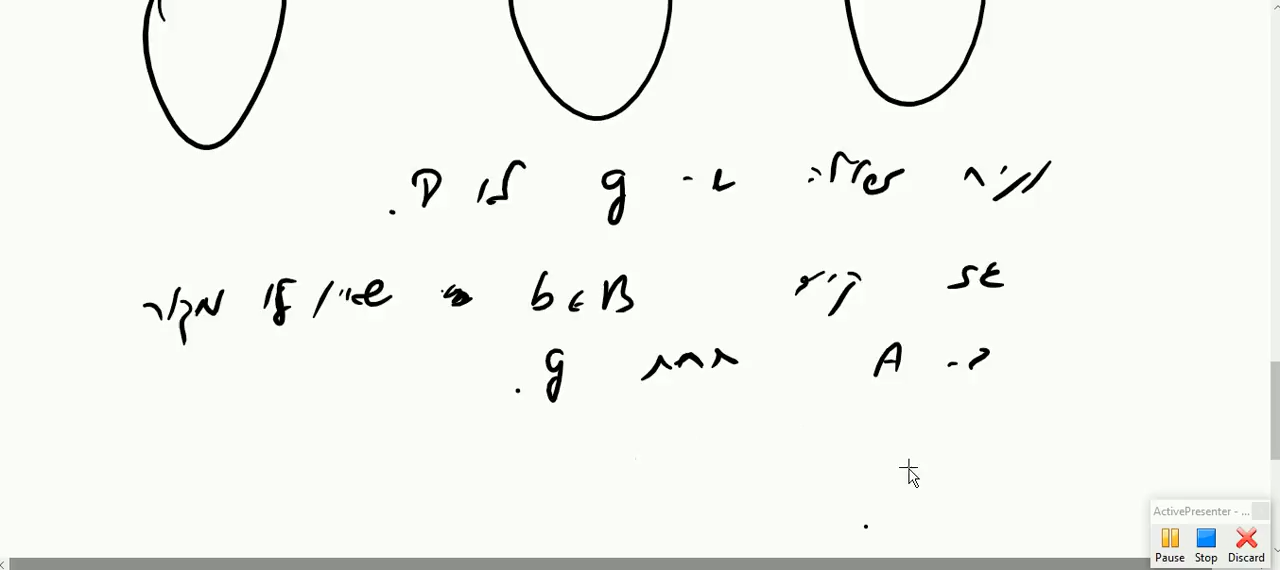 נניח בשלילה ש- g לא על.
אז קיים b ∈ B שאין לו מקור
ב- A תחת g.
ActivePresenter - ...
Pause Stop Discard